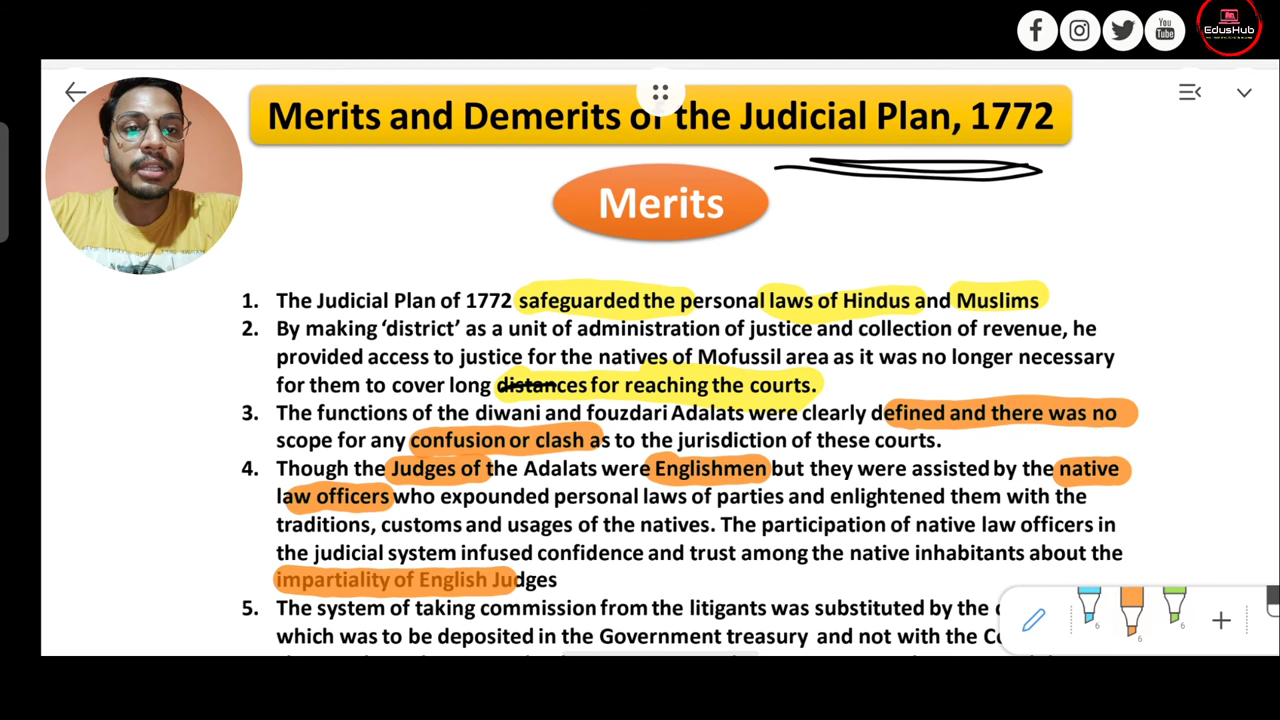 You
Tube
EdusHub
Merits and Demerits of the Judicial Plan, 1772
Merits
1. The Judicial Plan of 1772 safeguarded the personal laws of Hindus and Muslims
2. By making ‘district’ as a unit of administration of justice and collection of revenue, he
provided access to justice for the natives of Mofussil area as it was no longer necessary
for them to cover long distances for reaching the courts.
3. The functions of the diwani and fouzdari Adalats were clearly defined and there was no
scope for any confusion or clash as to the jurisdiction of these courts.
4. Though the Judges of the Adalats were Englishmen but they were assisted by the native
law officers who expounded personal laws of parties and enlightened them with the
traditions, customs and usages of the natives. The participation of native law officers in
the judicial system infused confidence and trust among the native inhabitants about the
impartiality of English Judges
5. The system of taking commission from the litigants was substituted by the
which was to be deposited in the Government treasury and not with the
6 6 6